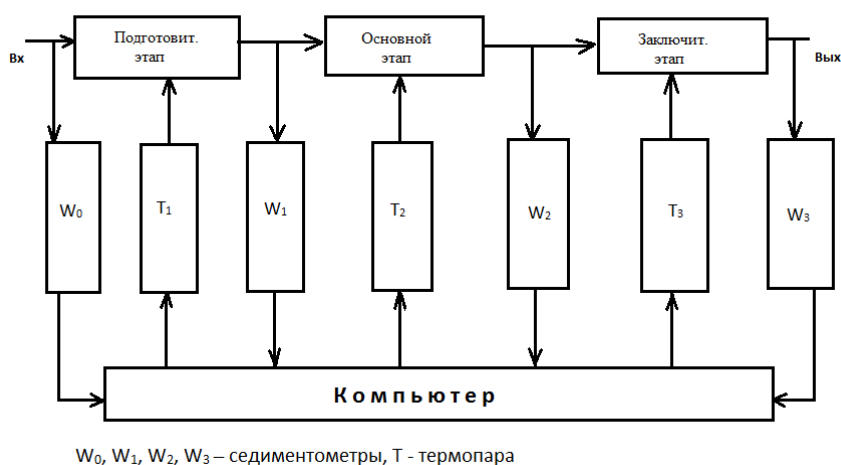 Подготовит.
этап
Основной
этап
Заключит.
этап
Вх
Вых
W₀
T₁
W₁
T₂
W₂
T₃
W₃
Компьютер
W₀, W₁, W₂, W₃ – седиментометры, Т - термопара